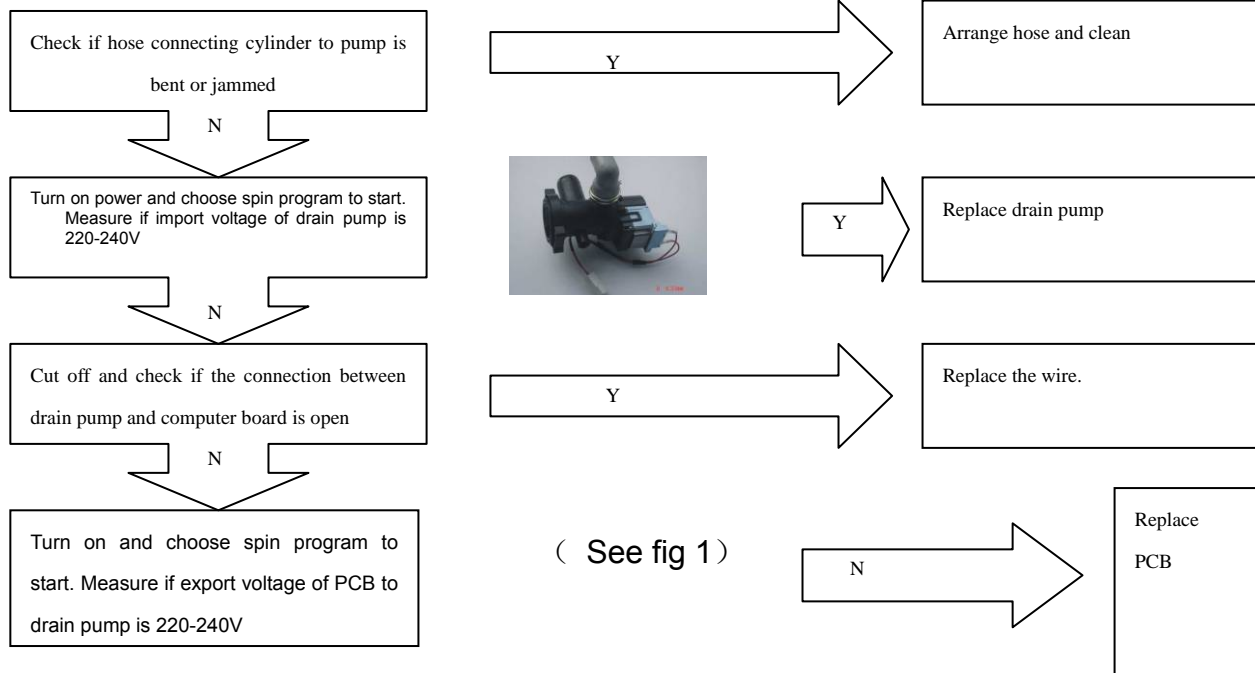 Check if hose connecting cylinder to pump is
bent or jammed
Y
Arrange hose and clean
N
Turn on power and choose spin program to start.
Measure if import voltage of drain pump is
220-240V
Y
Replace drain pump
N
Cut off and check if the connection between
drain pump and computer board is open
Y
Replace the wire.
N
Turn on and choose spin program to
start. Measure if export voltage of PCB to
drain pump is 220-240V
（ See fig 1）
N
Replace
PCB